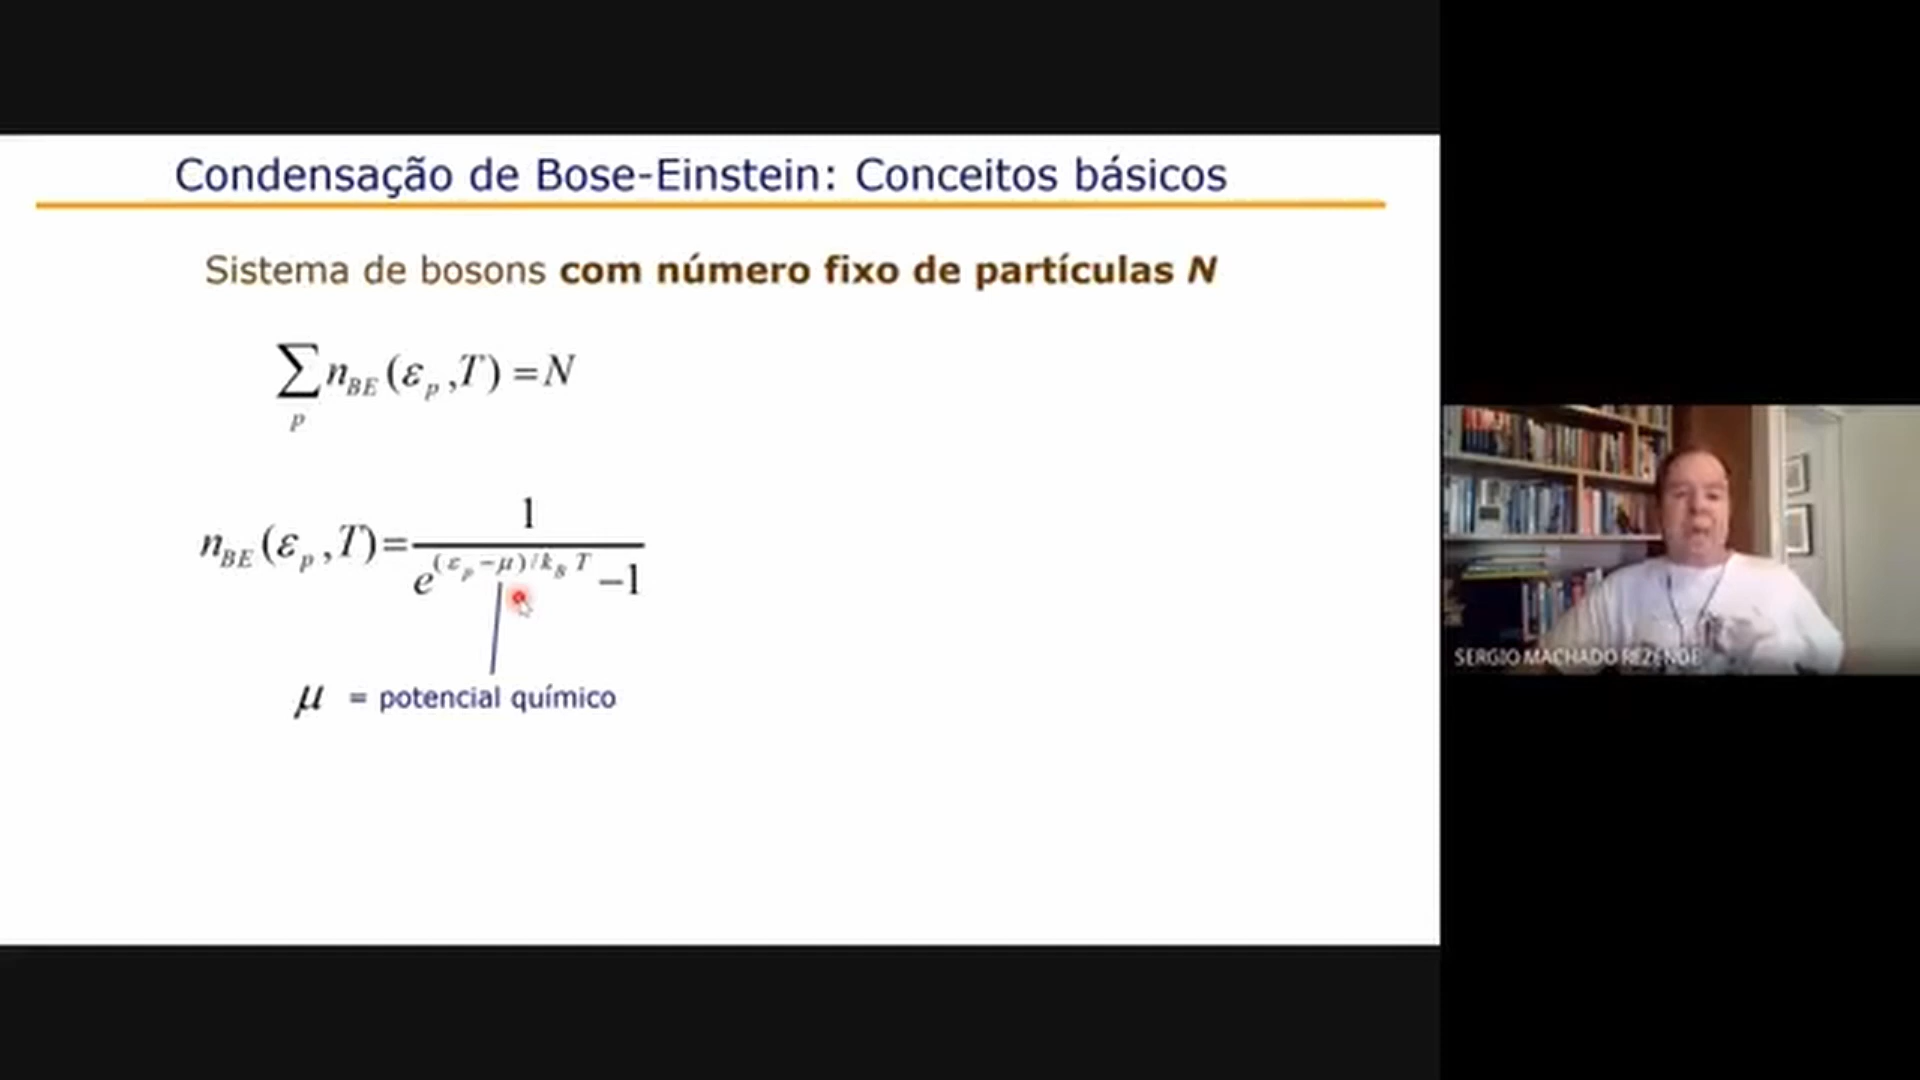 Condensação de Bose-Einstein: Conceitos básicos
Sistema de bosons com número fixo de partículas N
∑ₚ n_BE (ε_p ,T) = N
n_BE (ε_p ,T) = 1 / (e^((ε_p −μ)/k_B T) −1)
μ = potencial químico
SERGIO MACHADO REZENDE